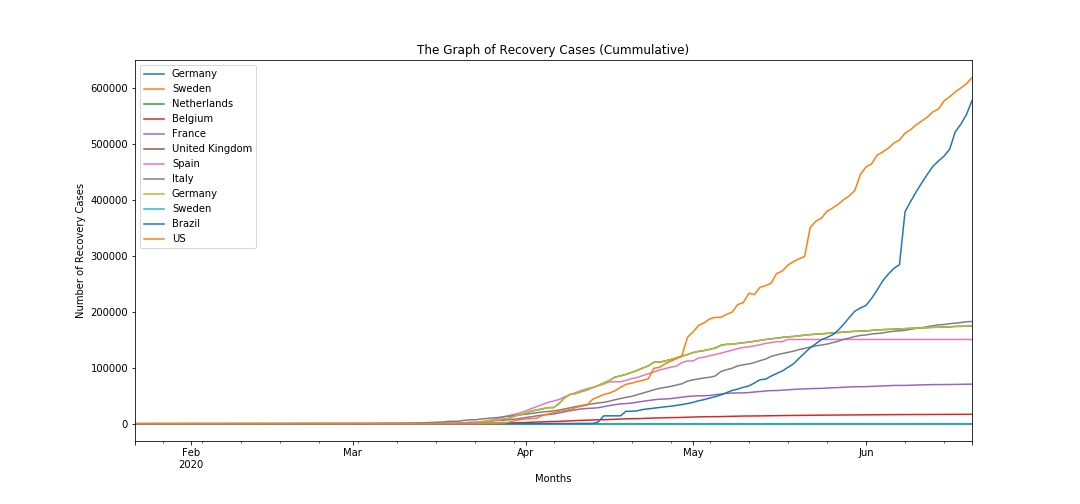 The Graph of Recovery Cases (Cummulative)
Germany
Sweden
Netherlands
Belgium
France
United Kingdom
Spain
Italy
Germany
Sweden
Brazil
US
Number of Recovery Cases
600000
500000
400000
300000
200000
100000
0
Feb
2020
Mar
Apr
May
Jun
Months